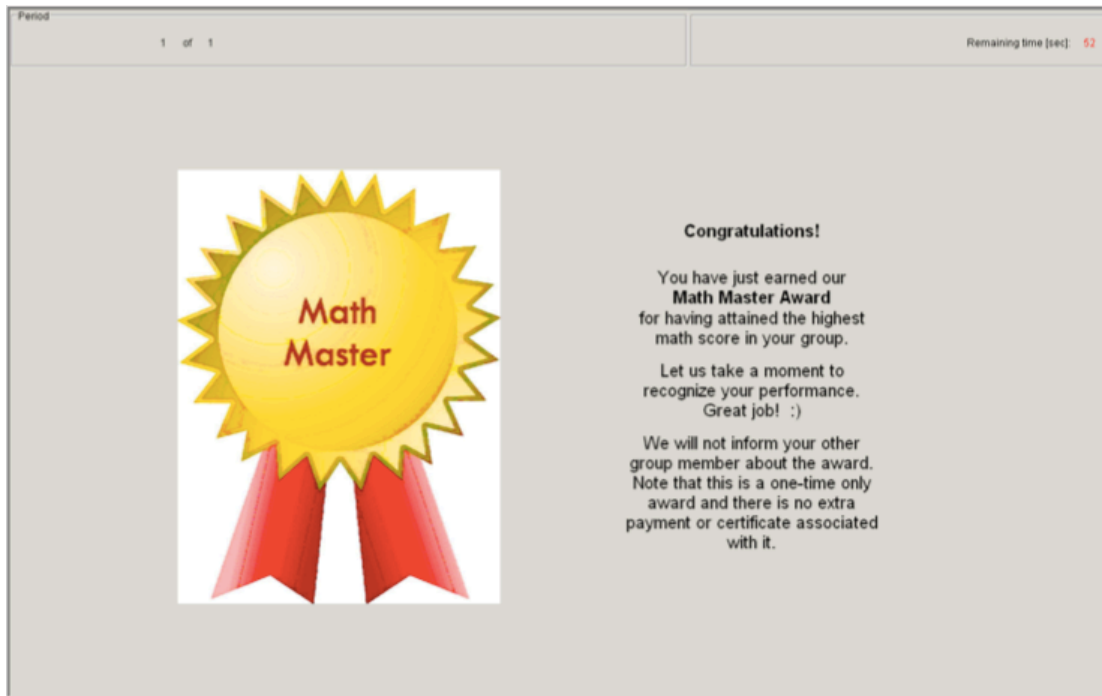 Period
1 of 1
Remaining time [sec]: 52
Math
Master
Congratulations!
You have just earned our
Math Master Award
for having attained the highest
math score in your group.
Let us take a moment to
recognize your performance.
Great job! :)
We will not inform your other
group member about the award.
Note that this is a one-time only
award and there is no extra
payment or certificate associated
with it.